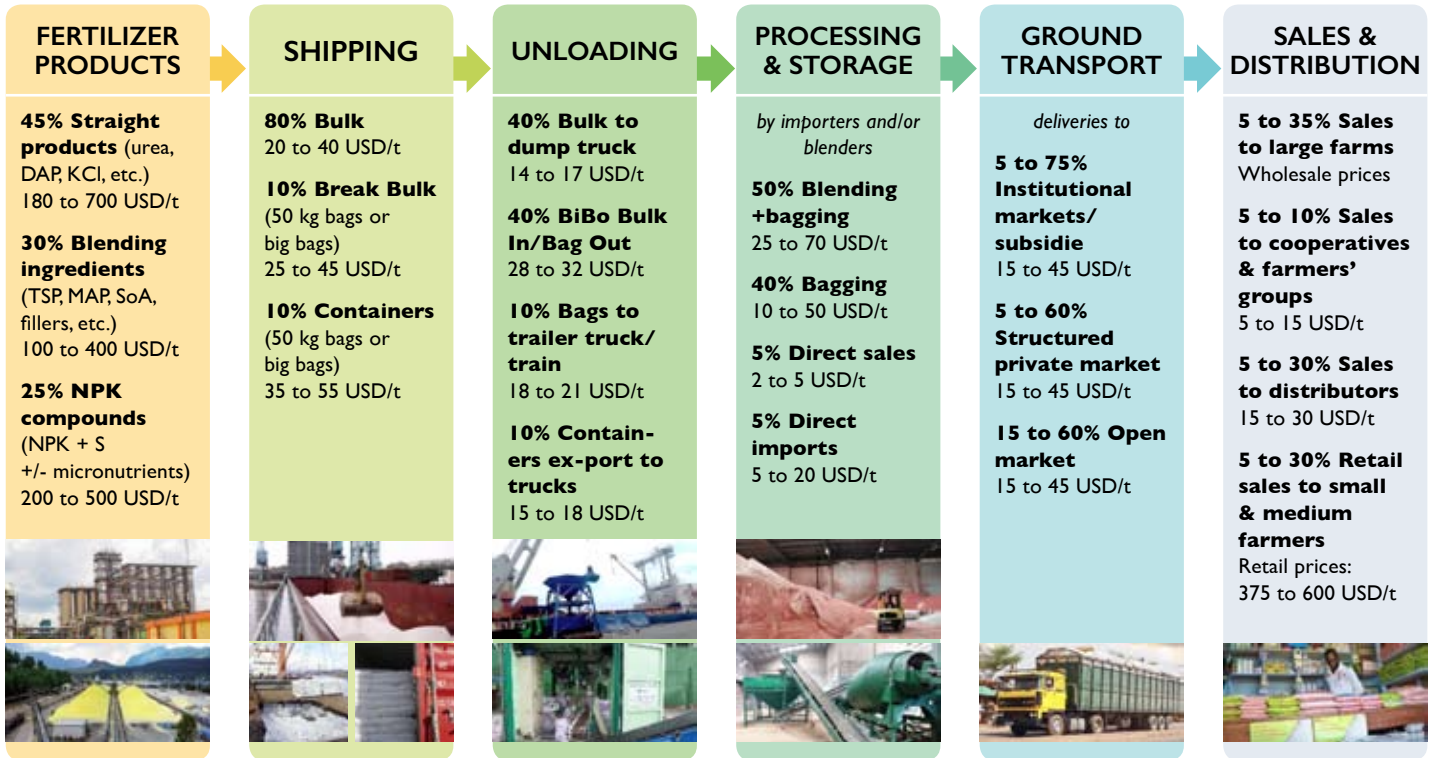 FERTILIZER
PRODUCTS
45% Straight
products (urea,
DAP, KCl, etc.)
180 to 700 USD/t
30% Blending
ingredients
(TSP, MAP, SoA,
fillers, etc.)
100 to 400 USD/t
25% NPK
compounds
(NPK + S
+/- micronutrients)
200 to 500 USD/t
SHIPPING
80% Bulk
20 to 40 USD/t
10% Break Bulk
(50 kg bags or
big bags)
25 to 45 USD/t
10% Containers
(50 kg bags or
big bags)
35 to 55 USD/t
UNLOADING
40% Bulk to
dump truck
14 to 17 USD/t
40% BiBo Bulk
In/Bag Out
28 to 32 USD/t
10% Bags to
trailer truck/
train
18 to 21 USD/t
10% Contain-
ers ex-port to
trucks
15 to 18 USD/t
PROCESSING
& STORAGE
by importers and/or
blenders
50% Blending
+bagging
25 to 70 USD/t
40% Bagging
10 to 50 USD/t
5% Direct sales
2 to 5 USD/t
5% Direct
imports
5 to 20 USD/t
GROUND
TRANSPORT
deliveries to
5 to 75%
Institutional
markets/
subsidie
15 to 45 USD/t
5 to 60%
Structured
private market
15 to 45 USD/t
15 to 60% Open
market
15 to 45 USD/t
SALES &
DISTRIBUTION
5 to 35% Sales
to large farms
Wholesale prices
5 to 10% Sales
to cooperatives
& farmers’
groups
5 to 15 USD/t
5 to 30% Sales
to distributors
15 to 30 USD/t
5 to 30% Retail
sales to small
& medium
farmers
Retail prices:
375 to 600 USD/t